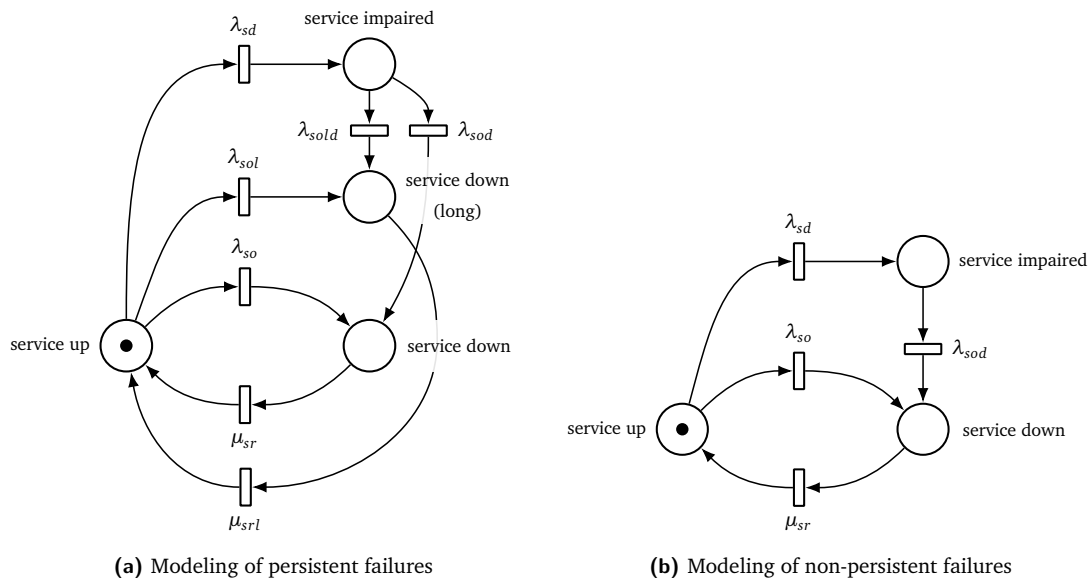 λsd
service impaired
λsold
λsod
λsol
service down
(long)
λso
service up
service down
μsr
μsrl
(a) Modeling of persistent failures
λsd
service impaired
λso
λsod
service up
service down
μsr
(b) Modeling of non-persistent failures